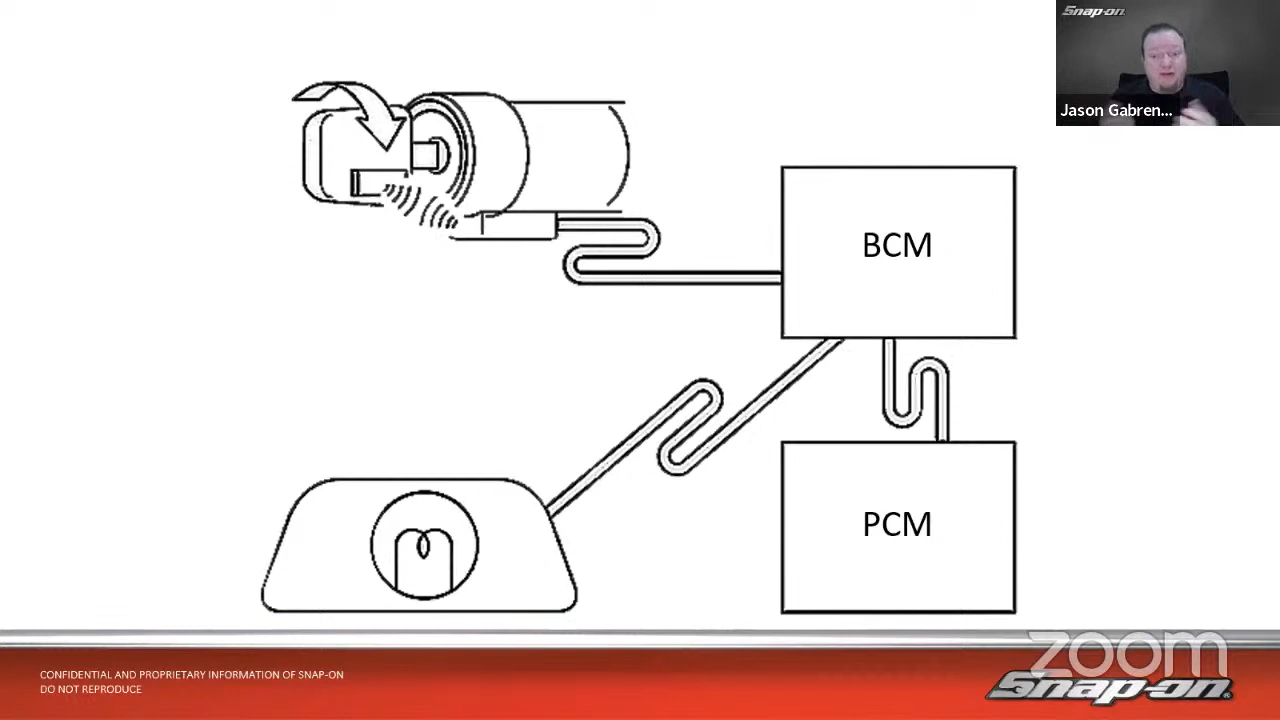 Snap-on
Jason Gabren...
BCM
PCM
CONFIDENTIAL AND PROPRIETARY INFORMATION OF SNAP-ON
DO NOT REPRODUCE
zoom
Snap-on